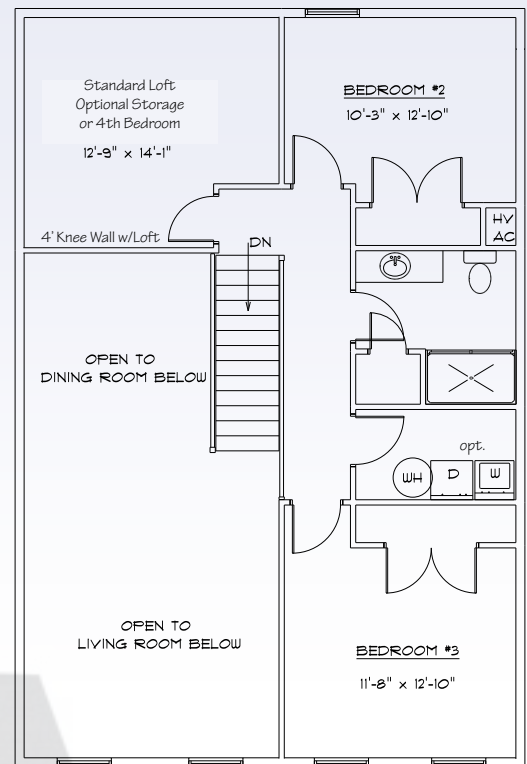 Standard Loft
Optional Storage
or 4th Bedroom
12'-9" x 14'-1"
BEDROOM #2
10'-3" x 12'-10"
4' Knee Wall w/Loft
DN
HV
AC
OPEN TO
DINING ROOM BELOW
opt.
WH
D
W
OPEN TO
LIVING ROOM BELOW
BEDROOM #3
11'-8" x 12'-10"